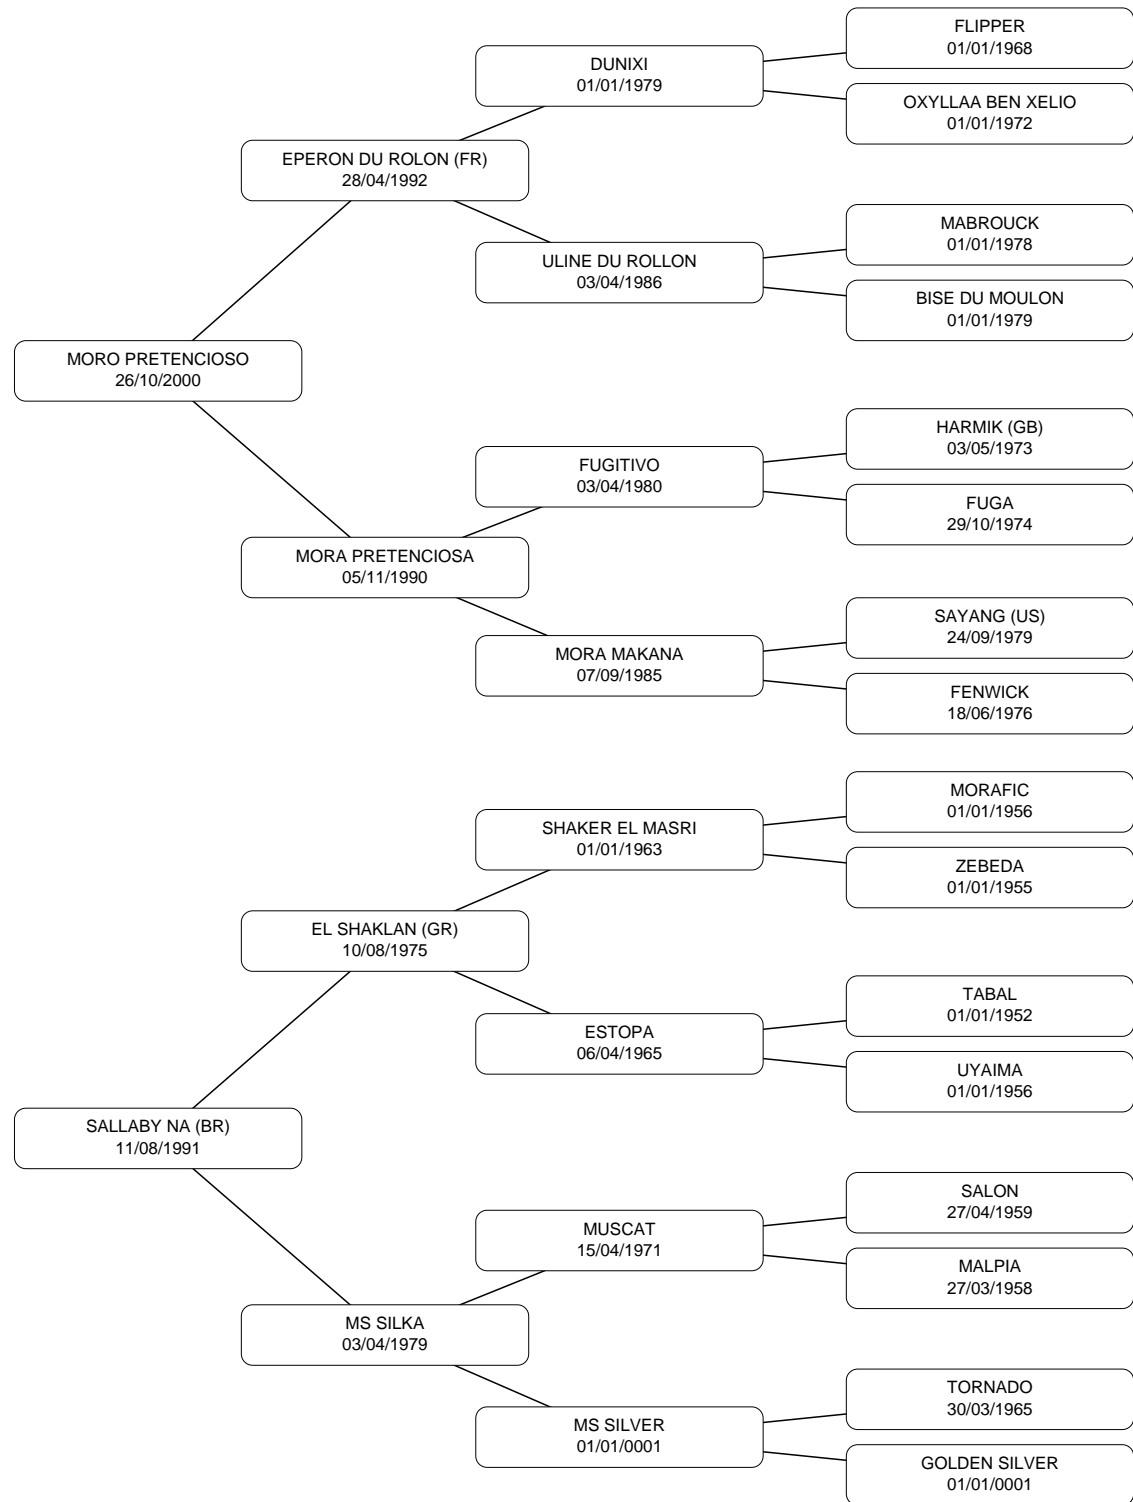 FLIPPER
01/01/1968
DUNIXI
01/01/1979
OXYLLAA BEN XELIO
01/01/1972
EPERON DU ROLON (FR)
28/04/1992
MABROUCK
01/01/1978
ULINE DU ROLLON
03/04/1986
BISE DU MOULON
01/01/1979
MORO PRETENCIOSO
26/10/2000
HARMIK (GB)
03/05/1973
FUGITIVO
03/04/1980
FUGA
29/10/1974
MORA PRETENCIOSA
05/11/1990
SAYANG (US)
24/09/1979
MORA MAKANA
07/09/1985
FENWICK
18/06/1976
MORAFIC
01/01/1956
SHAKER EL MASRI
01/01/1963
ZEBEDA
01/01/1955
EL SHAKLAN (GR)
10/08/1975
TABAL
01/01/1952
ESTOPA
06/04/1965
UYAIMA
01/01/1956
SALLABY NA (BR)
11/08/1991
SALON
27/04/1959
MUSCAT
15/04/1971
MALPIA
27/03/1958
MS SILKA
03/04/1979
TORNADO
30/03/1965
MS SILVER
01/01/0001
GOLDEN SILVER
01/01/0001